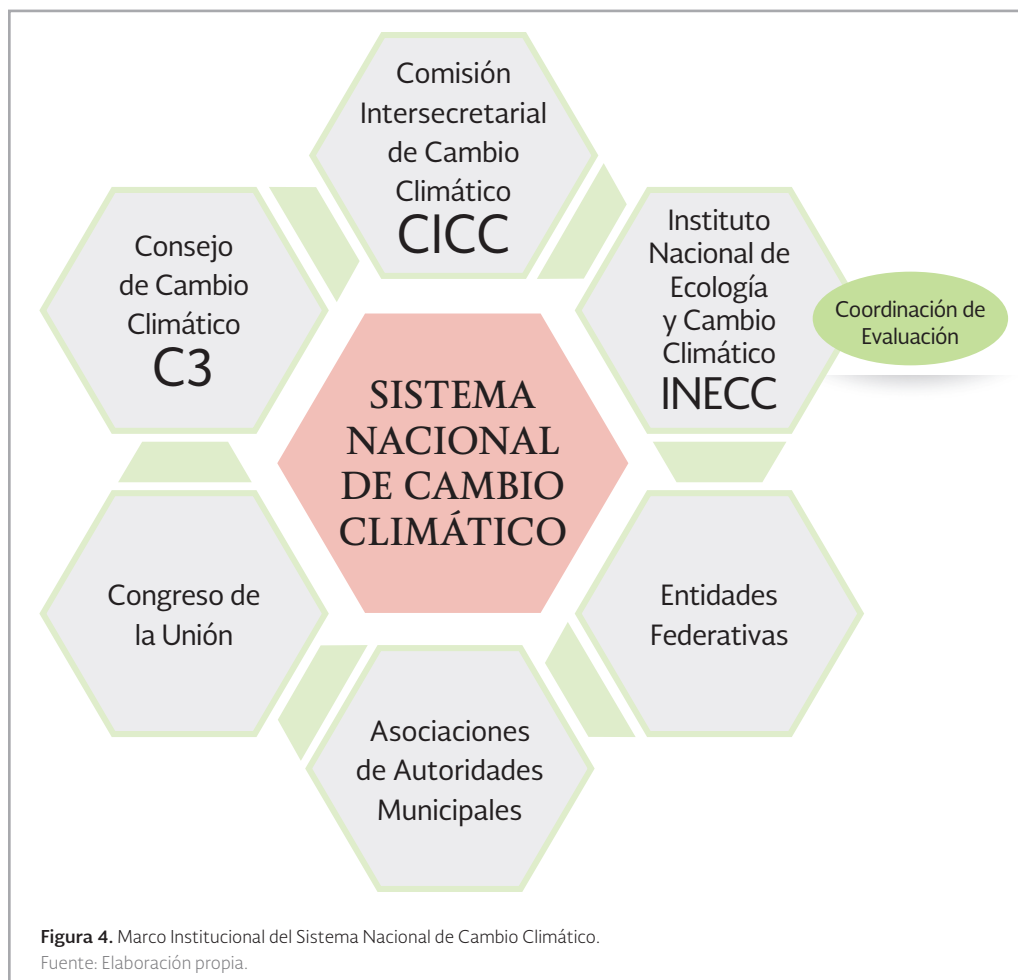 Comisión
Intersecretarial
de Cambio
Climático
CICC
Instituto
Nacional de
Ecología
y Cambio
Climático
INECC
Coordinación de
Evaluación
Consejo
de Cambio
Climático
C3
SISTEMA
NACIONAL
DE CAMBIO
CLIMÁTICO
Congreso de
la Unión
Entidades
Federativas
Asociaciones
de Autoridades
Municipales
Figura 4. Marco Institucional del Sistema Nacional de Cambio Climático.
Fuente: Elaboración propia.